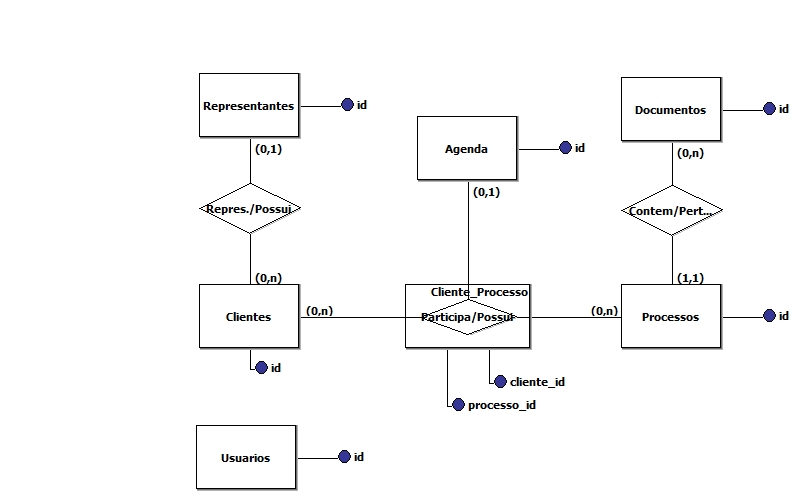 Representantes
id
Documentos
id
Agenda
id
(0,1)
(0,n)
(0,1)
Repres./Possui
Contem/Pert...
(0,n)
(1,1)
Cliente_Processo
Clientes
(0,n)
Participa/Possui
(0,n)
Processos
id
id
cliente_id
processo_id
Usuarios
id